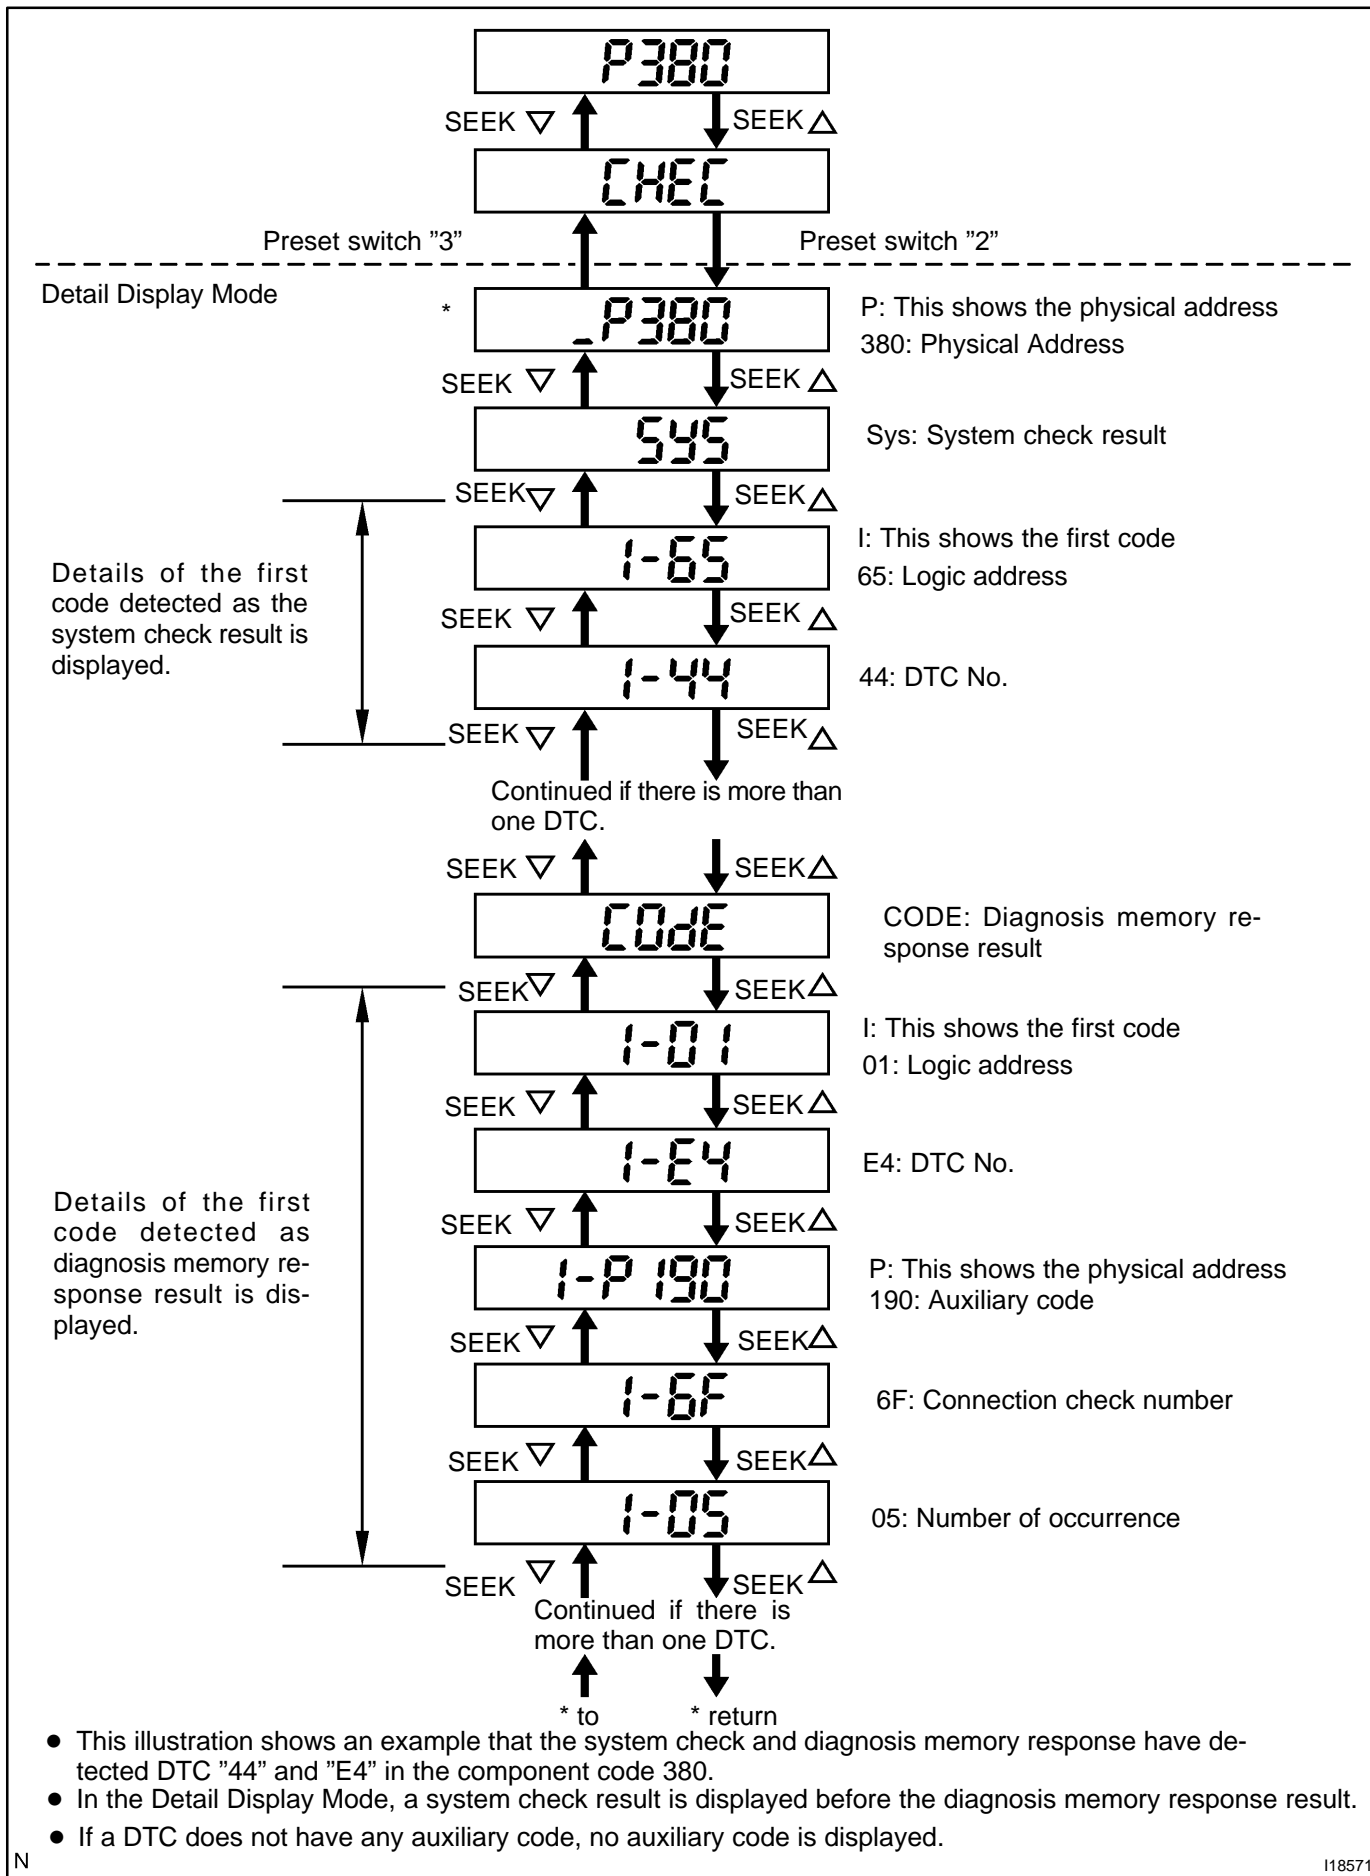 P380
SEEK ▽ SEEK △
CHEC
Preset switch ”3” Preset switch ”2”
Detail Display Mode
* _P380
P: This shows the physical address
380: Physical Address
SEEK ▽ SEEK △
SYS
Sys: System check result
SEEK ▽ SEEK △
1-65
I: This shows the first code
65: Logic address
Details of the first
code detected as the
system check result is
displayed.
SEEK ▽ SEEK △
1-44
44: DTC No.
SEEK ▽ SEEK △
Continued if there is more than
one DTC.
SEEK ▽ SEEK △
COdE
CODE: Diagnosis memory re-
sponse result
SEEK ▽ SEEK △
1-01
I: This shows the first code
01: Logic address
SEEK ▽ SEEK △
1-E4
E4: DTC No.
Details of the first
code detected as
diagnosis memory re-
sponse result is dis-
played.
SEEK ▽ SEEK △
1-P190
P: This shows the physical address
190: Auxiliary code
SEEK ▽ SEEK △
1-6F
6F: Connection check number
SEEK ▽ SEEK △
1-05
05: Number of occurrence
SEEK ▽ SEEK △
Continued if there is
more than one DTC.
* to * return
● This illustration shows an example that the system check and diagnosis memory response have de-
tected DTC ”44” and ”E4” in the component code 380.
● In the Detail Display Mode, a system check result is displayed before the diagnosis memory response result.
● If a DTC does not have any auxiliary code, no auxiliary code is displayed.
N I18571